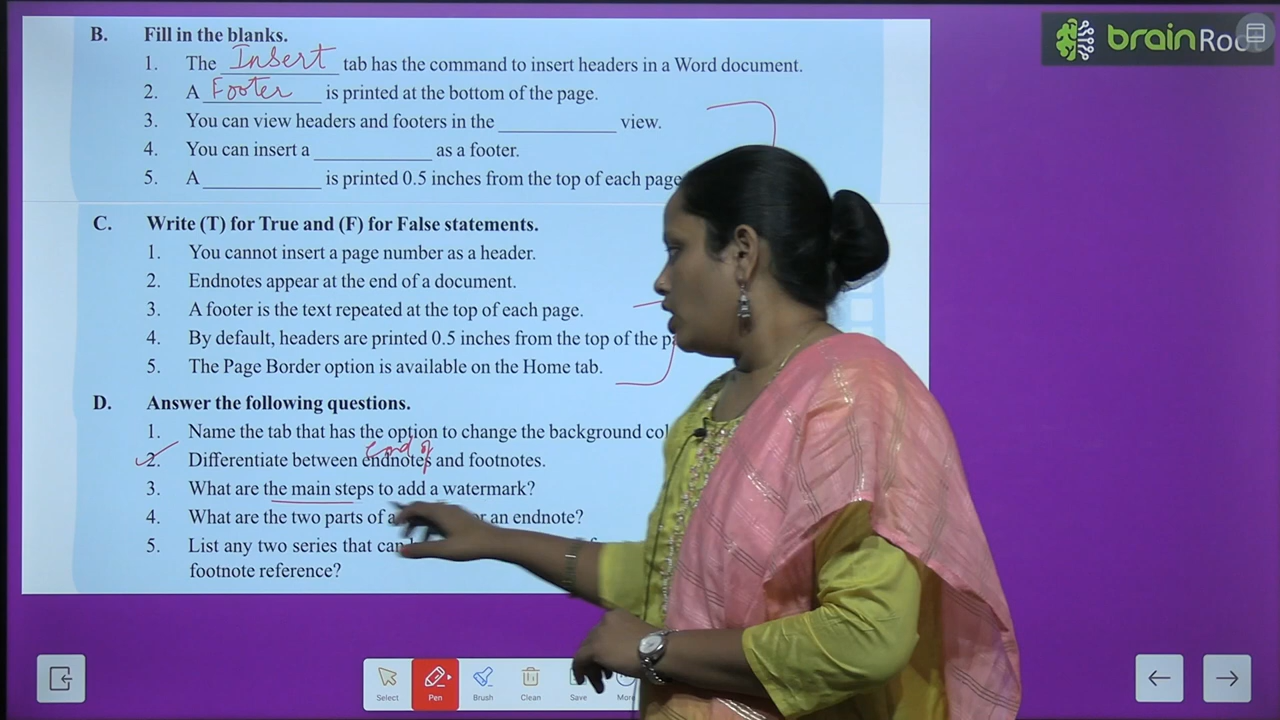 brainRoot
B. Fill in the blanks.
1. The Insert tab has the command to insert headers in a Word document.
2. A Footer is printed at the bottom of the page.
3. You can view headers and footers in the ____________ view.
4. You can insert a ____________ as a footer.
5. A ____________ is printed 0.5 inches from the top of each page
C. Write (T) for True and (F) for False statements.
1. You cannot insert a page number as a header.
2. Endnotes appear at the end of a document.
3. A footer is the text repeated at the top of each page.
4. By default, headers are printed 0.5 inches from the top of the
5. The Page Border option is available on the Home tab.
D. Answer the following questions.
1. Name the tab that has the option to change the background
end of
2. Differentiate between endnotes and footnotes.
3. What are the main steps to add a watermark?
4. What are the two parts of an endnote?
5. List any two series that
footnote reference?
Select Pen Brush Clean Save More